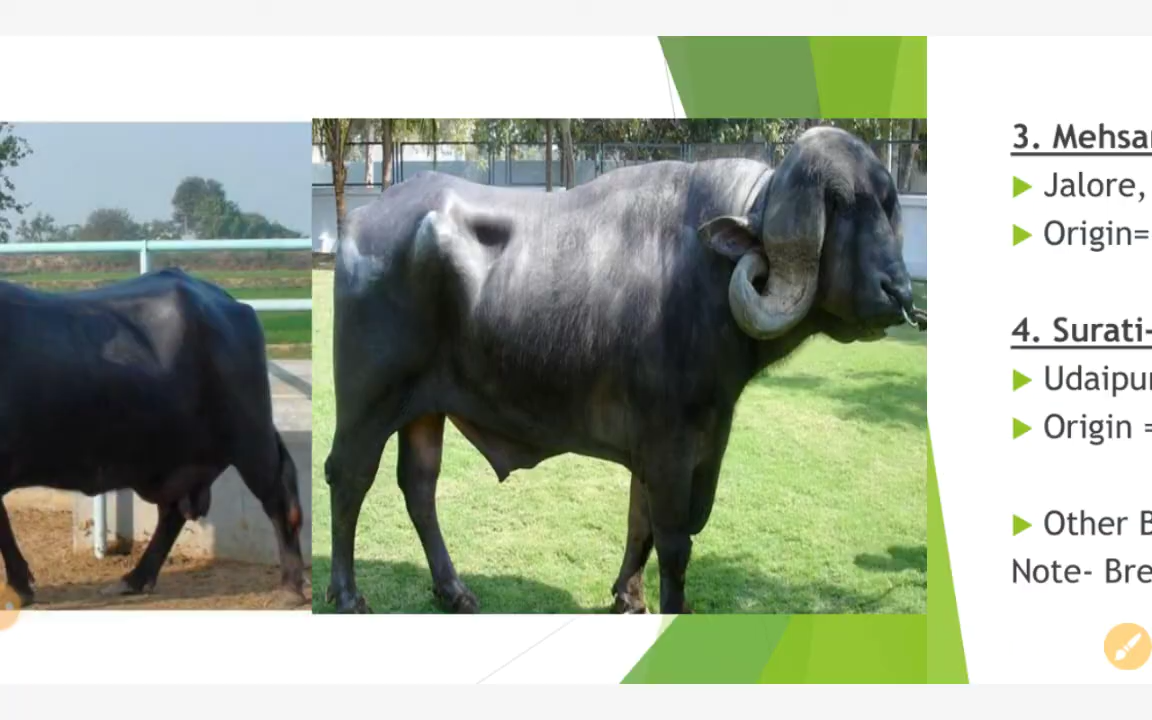 3. Mehsa
Jalore,
Origin=
4. Surati-
Udaipu
Origin =
Other B
Note- Bre